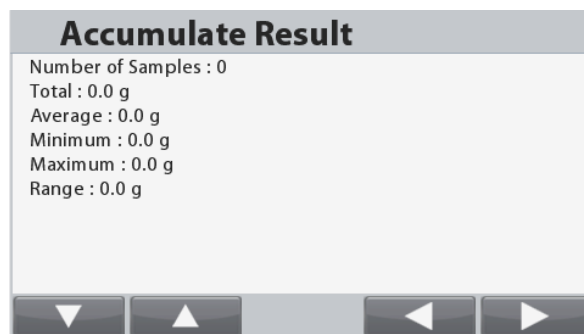 Accumulate Result
Number of Samples : 0
Total : 0.0 g
Average : 0.0 g
Minimum : 0.0 g
Maximum : 0.0 g
Range : 0.0 g